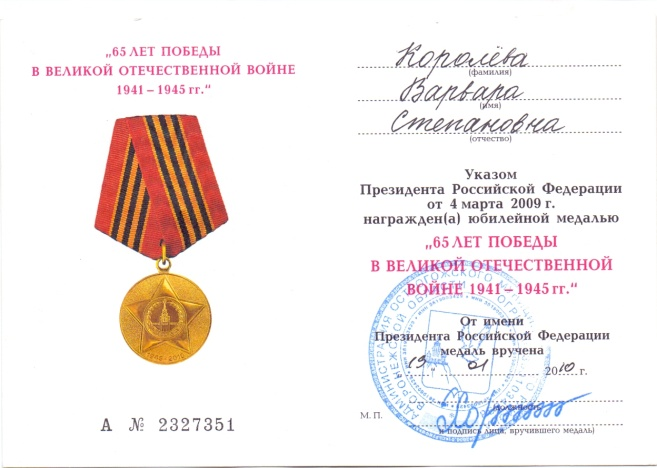 „65 ЛЕТ ПОБЕДЫ
В ВЕЛИКОЙ ОТЕЧЕСТВЕННОЙ ВОЙНЕ
1941 – 1945 гг.“
А № 2327351
Королёва
(фамилия)
Варвара
(имя)
Степановна
(отчество)
Указом
Президента Российской Федерации
от 4 марта 2009 г.
награжден(а) юбилейной медалью
„65 ЛЕТ ПОБЕДЫ
В ВЕЛИКОЙ ОТЕЧЕСТВЕННОЙ
ВОЙНЕ 1941 – 1945 гг.“
От имени
Президента Российской Федерации
медаль вручена
19 01 2010 г.
М. П.
и подпись лица, вручившего медаль)